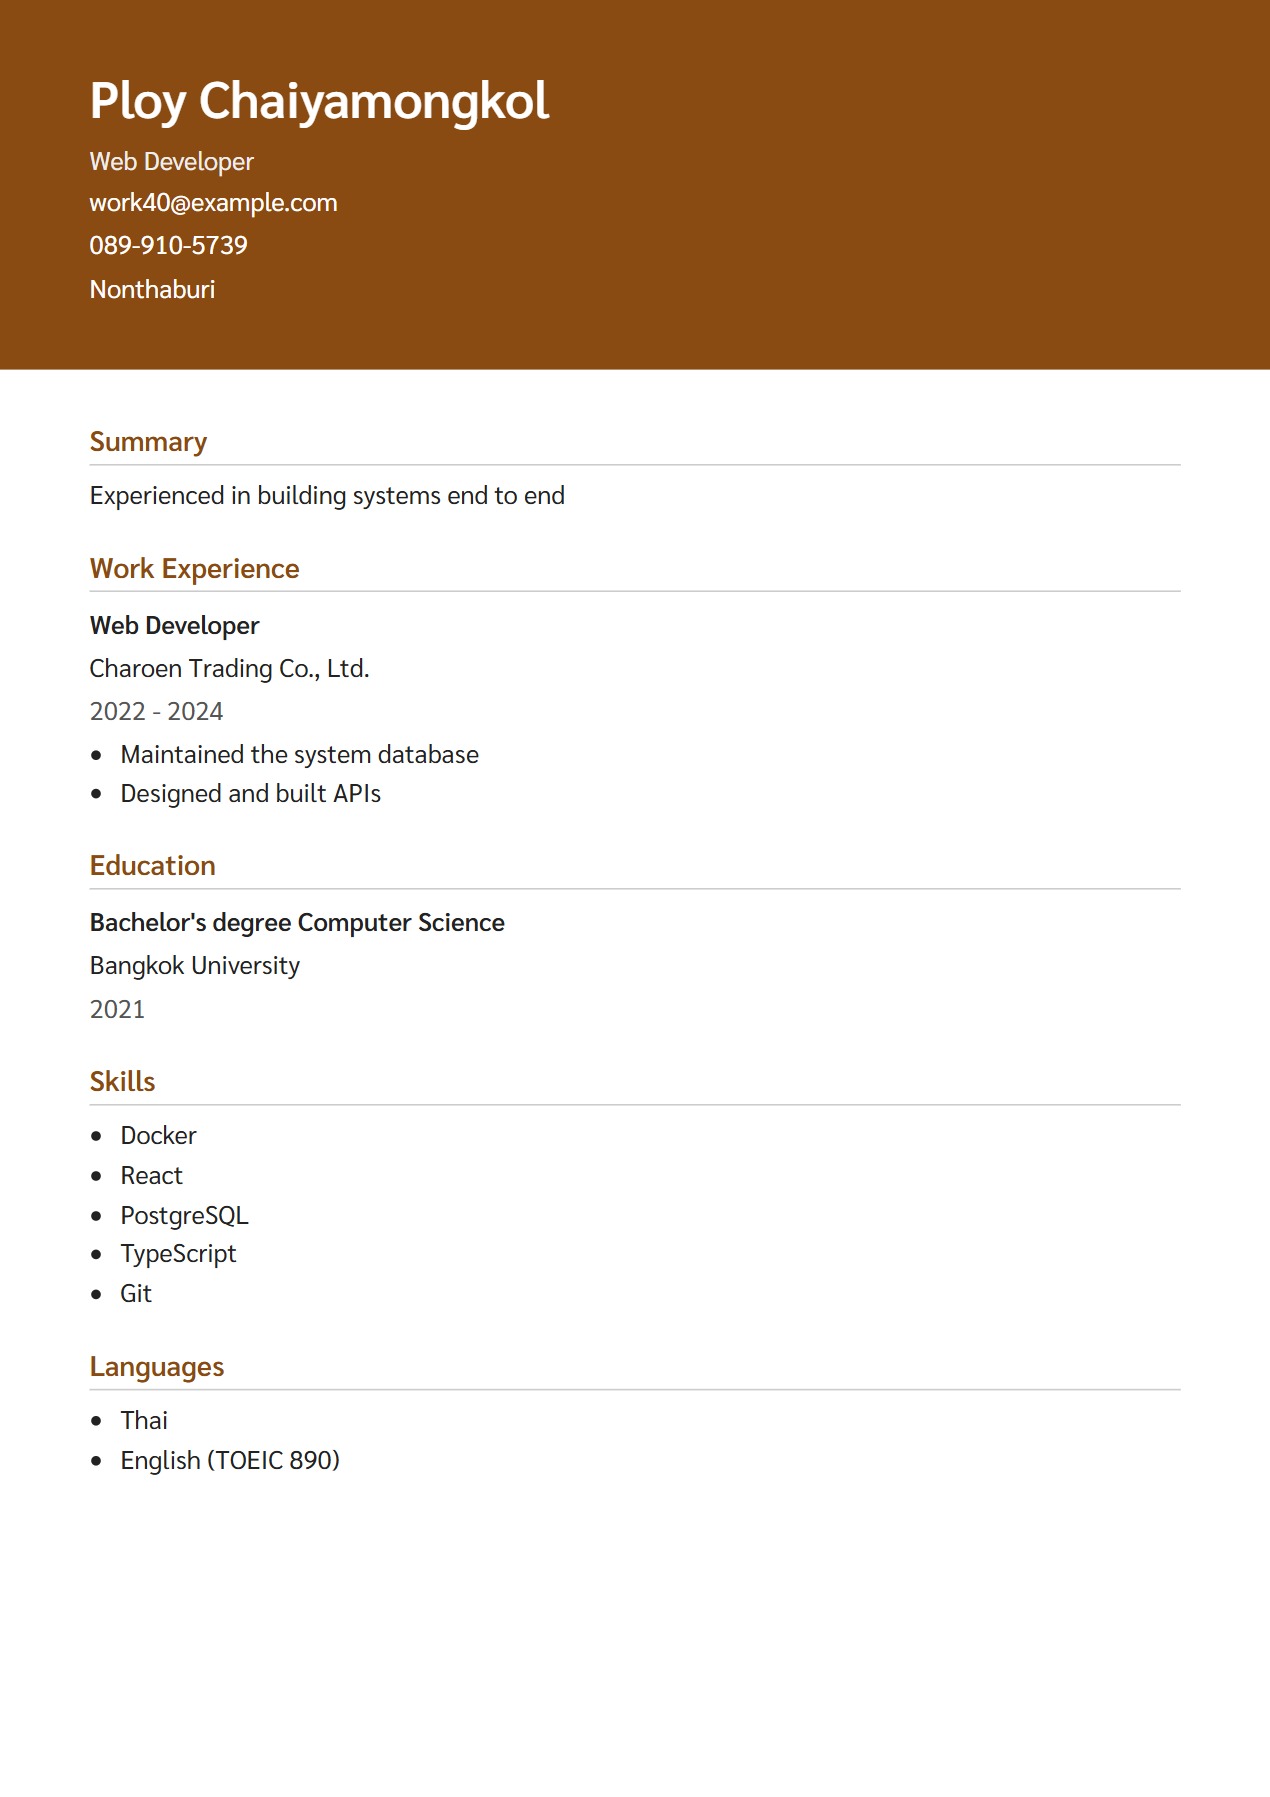 Ploy Chaiyamongkol
Web Developer
work40@example.com
089-910-5739
Nonthaburi
Summary
Experienced in building systems end to end
Work Experience
Web Developer
Charoen Trading Co., Ltd.
2022 - 2024
• Maintained the system database
• Designed and built APIs
Education
Bachelor's degree Computer Science
Bangkok University
2021
Skills
• Docker
• React
• PostgreSQL
• TypeScript
• Git
Languages
• Thai
• English (TOEIC 890)